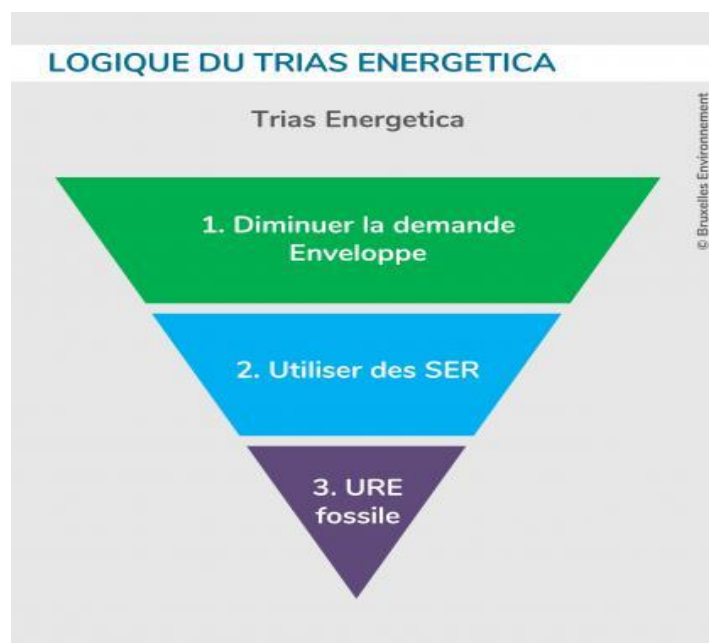 LOGIQUE DU TRIAS ENERGETICA
Trias Energetica
© Bruxelles Environnement
1. Diminuer la demande
Enveloppe
2. Utiliser des SER
3. URE
fossile